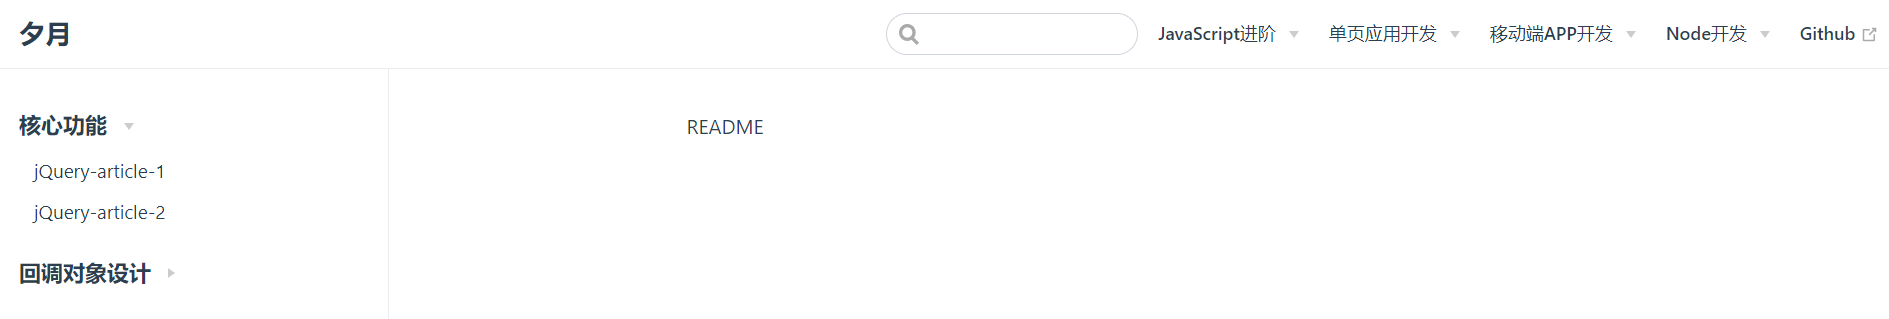 夕月
JavaScript进阶 单页应用开发 移动端APP开发 Node开发 Github
核心功能
jQuery-article-1
jQuery-article-2
回调对象设计
README